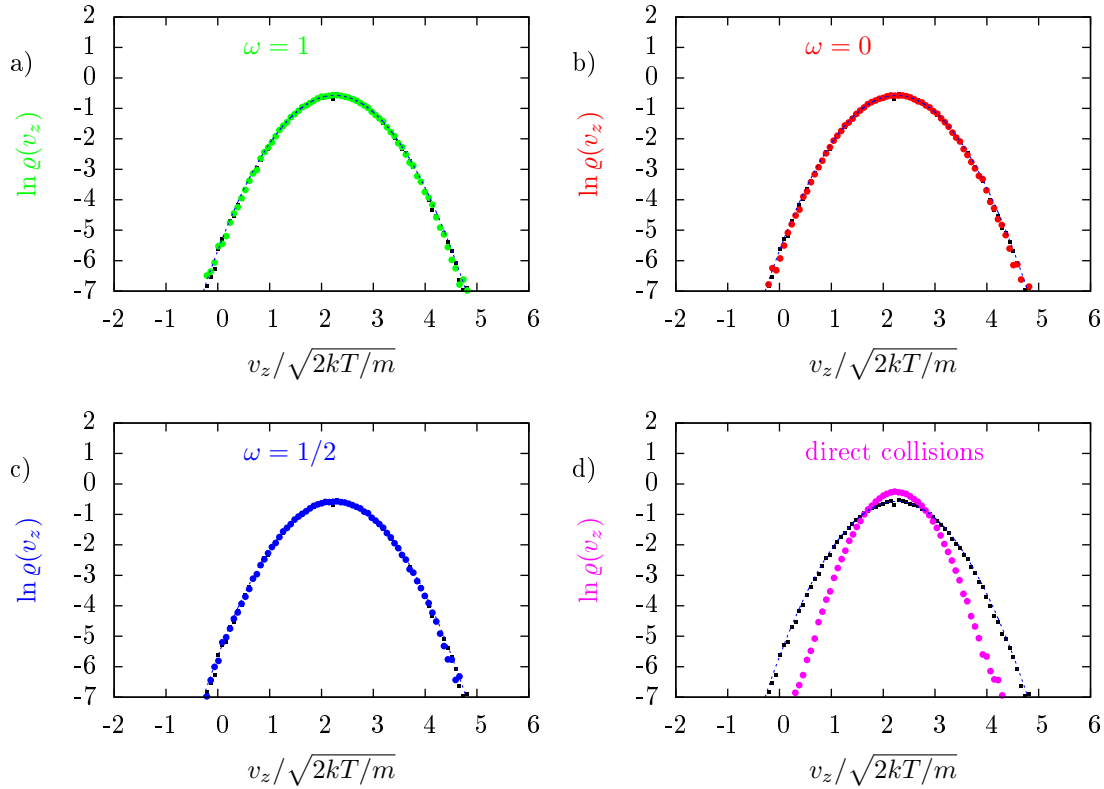 2
1
0
-1
-2
-3
-4
-5
-6
-7
-2 -1 0 1 2 3 4 5 6
a)
ω = 1
ln ϱ(v_z)
v_z/√(2kT/m)
2
1
0
-1
-2
-3
-4
-5
-6
-7
-2 -1 0 1 2 3 4 5 6
b)
ω = 0
ln ϱ(v_z)
v_z/√(2kT/m)
2
1
0
-1
-2
-3
-4
-5
-6
-7
-2 -1 0 1 2 3 4 5 6
c)
ω = 1/2
ln ϱ(v_z)
v_z/√(2kT/m)
2
1
0
-1
-2
-3
-4
-5
-6
-7
-2 -1 0 1 2 3 4 5 6
d)
direct collisions
ln ϱ(v_z)
v_z/√(2kT/m)